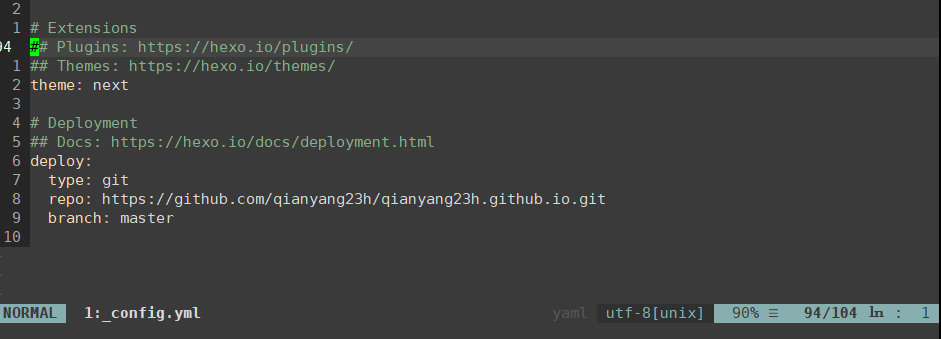 2
1 # Extensions
94 ## Plugins: https://hexo.io/plugins/
1 ## Themes: https://hexo.io/themes/
2 theme: next
3
4 # Deployment
5 ## Docs: https://hexo.io/docs/deployment.html
6 deploy:
7 type: git
8 repo: https://github.com/qianyang23h/qianyang23h.github.io.git
9 branch: master
10
NORMAL 1:_config.yml yaml utf-8[unix] 90% ☰ 94/104 ln : 1